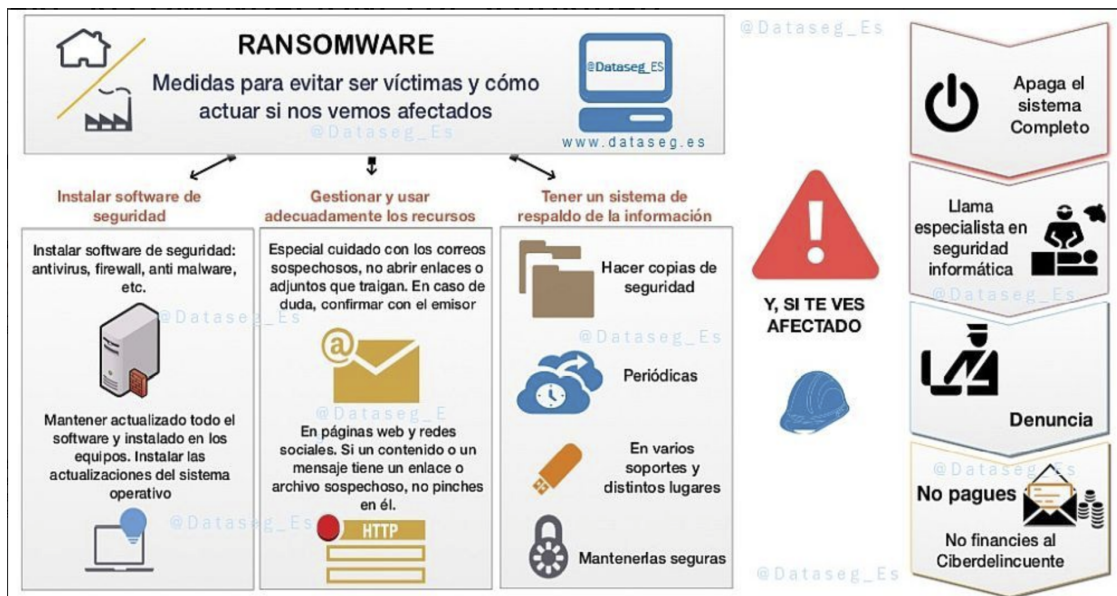 @Dataseg_Es
RANSOMWARE
Medidas para evitar ser víctimas y cómo
actuar si nos vemos afectados
@Dataseg_Es
@Dataseg_ES
www.dataseg.es
Instalar software de
seguridad
Instalar software de seguridad:
antivirus, firewall, anti malware,
etc.
@Dataseg_Es
Mantener actualizado todo el
software y instalado en los
equipos. Instalar las
actualizaciones del sistema
operativo
@Dataseg_Es
Gestionar y usar
adecuadamente los recursos
Especial cuidado con los correos
sospechosos, no abrir enlaces o
adjuntos que traigan. En caso de
duda, confirmar con el emisor
@
@Dataseg_E
En páginas web y redes
sociales. Si un contenido o un
mensaje tiene un enlace o
archivo sospechoso, no pinches
en él.
HTTP
Tener un sistema de
respaldo de la información
Hacer copias de
seguridad
@Dataseg_Es
Periódicas
En varios
soportes y
distintos lugares
Mantenerlas seguras
Y, SI TE VES
AFECTADO
@Dataseg_Es
Apaga el
sistema
Completo
Llama
especialista en
seguridad
informática
@Dataseg_Es
Denuncia
@Dataseg_Es
No pagues
No financies al
Ciberdelincuente